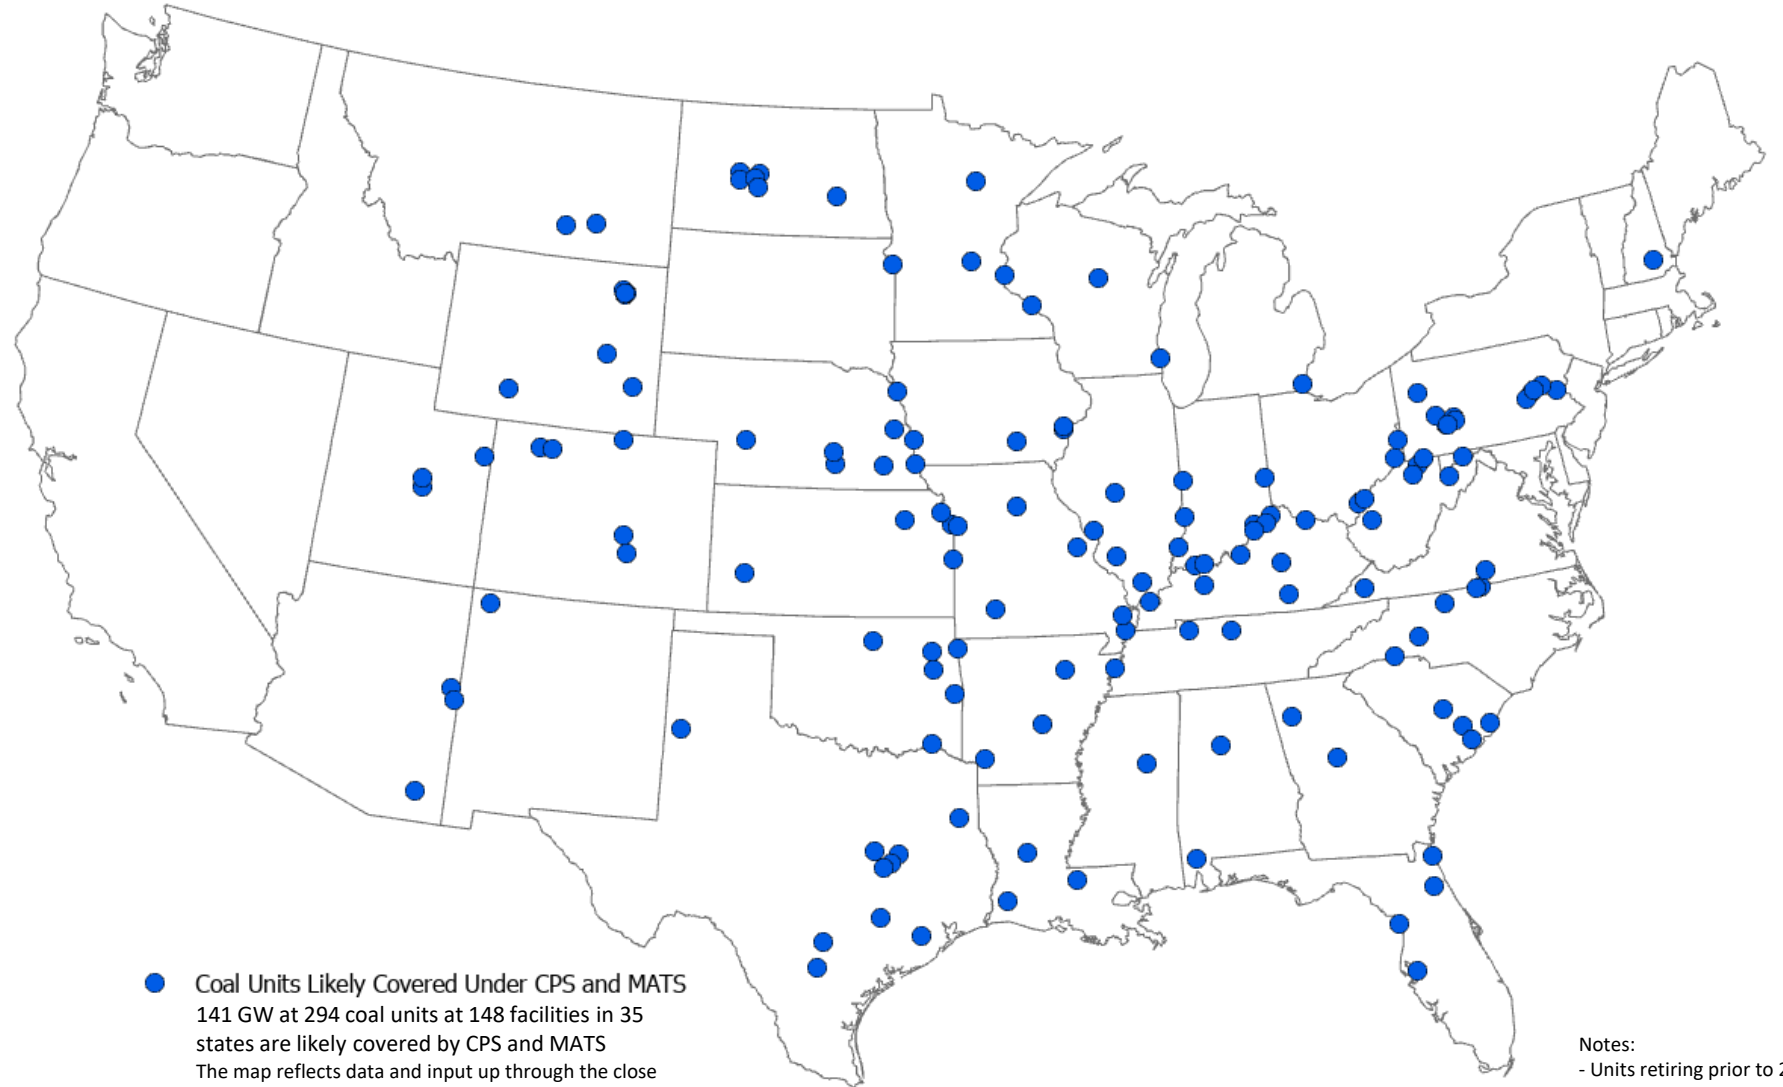 Coal Units Likely Covered Under CPS and MATS
141 GW at 294 coal units at 148 facilities in 35
states are likely covered by CPS and MATS
The map reflects data and input up through the close
Notes:
- Units retiring prior to 2